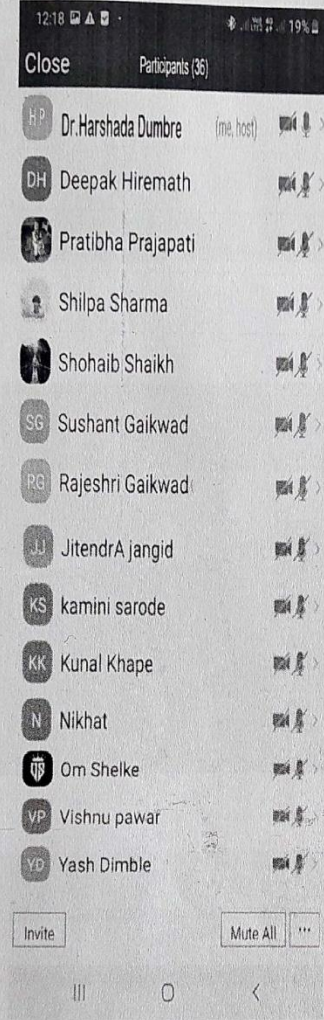 12:18 19%
Close Participants (36)
HP Dr.Harshada Dumbre (me, host)
DH Deepak Hiremath
Pratibha Prajapati
Shilpa Sharma
Shohaib Shaikh
SG Sushant Gaikwad
RG Rajeshri Gaikwad
JJ JitendrA jangid
KS kamini sarode
KK Kunal Khape
N Nikhat
Om Shelke
VP Vishnu pawar
YD Yash Dimble
Invite Mute All ...